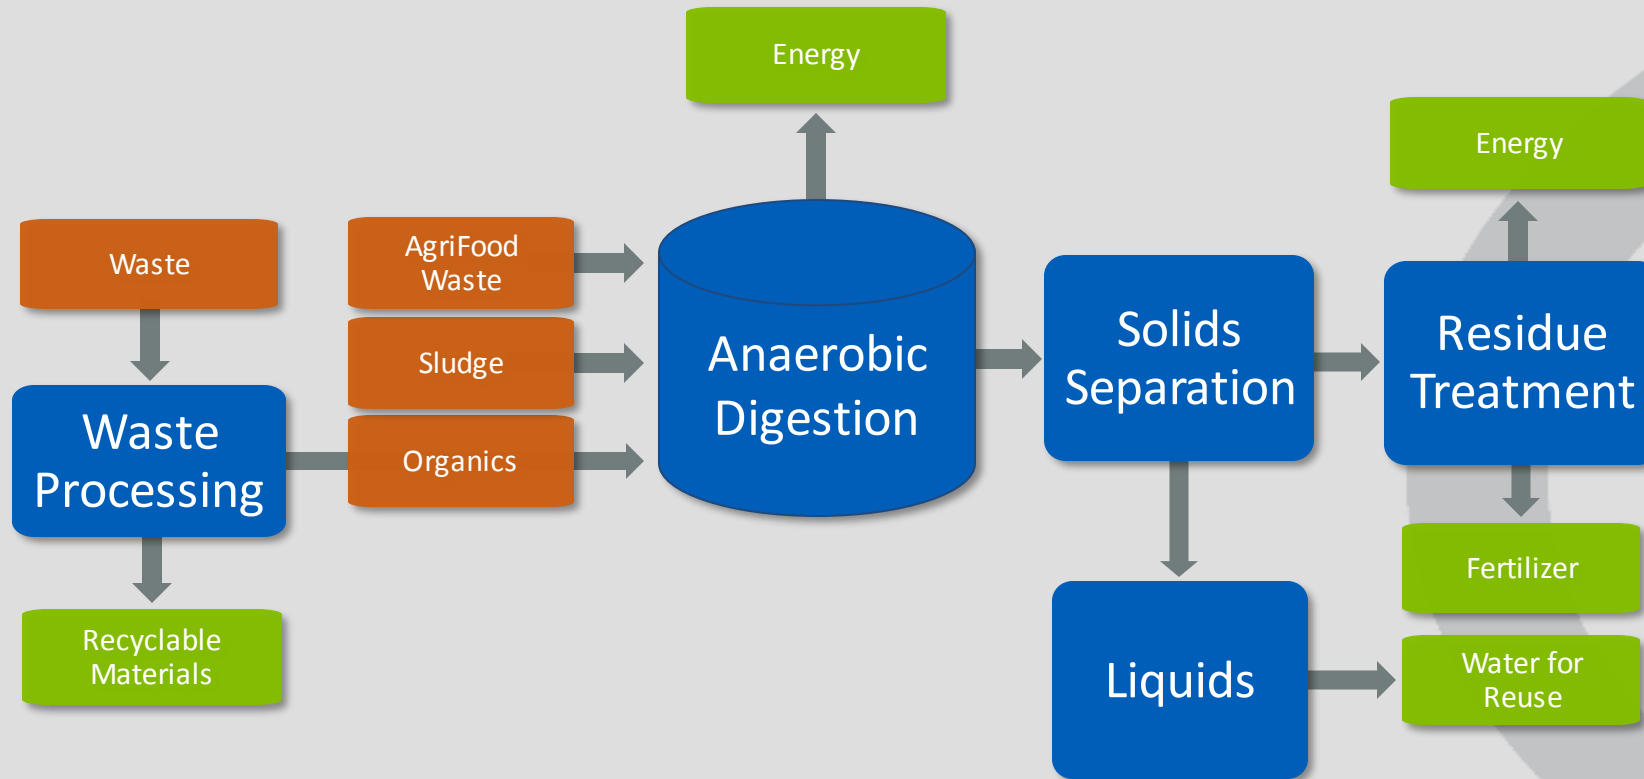 Energy
Energy
Waste
AgriFood
Waste
Sludge
Organics
Waste
Processing
Recyclable
Materials
Anaerobic
Digestion
Solids
Separation
Residue
Treatment
Liquids
Fertilizer
Water for
Reuse